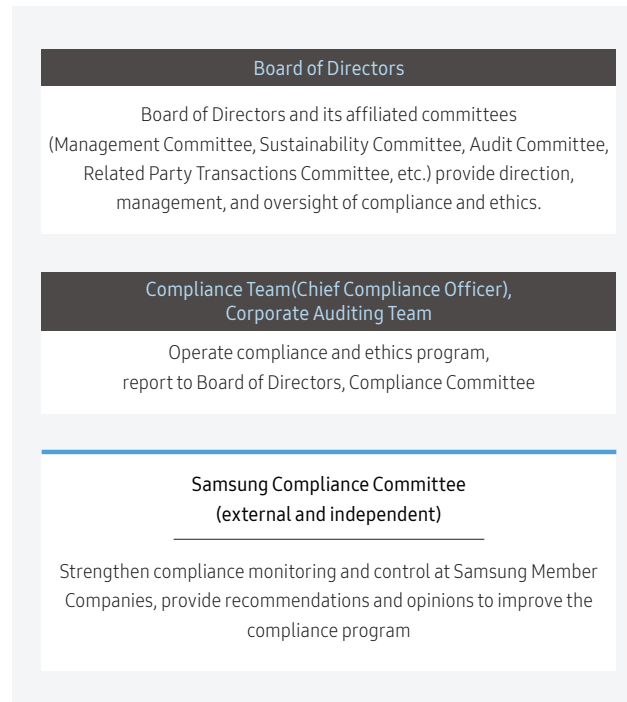 Board of Directors
Board of Directors and its affiliated committees
(Management Committee, Sustainability Committee, Audit Committee,
Related Party Transactions Committee, etc.) provide direction,
management, and oversight of compliance and ethics.
Compliance Team(Chief Compliance Officer),
Corporate Auditing Team
Operate compliance and ethics program,
report to Board of Directors, Compliance Committee
Samsung Compliance Committee
(external and independent)
Strengthen compliance monitoring and control at Samsung Member
Companies, provide recommendations and opinions to improve the
compliance program